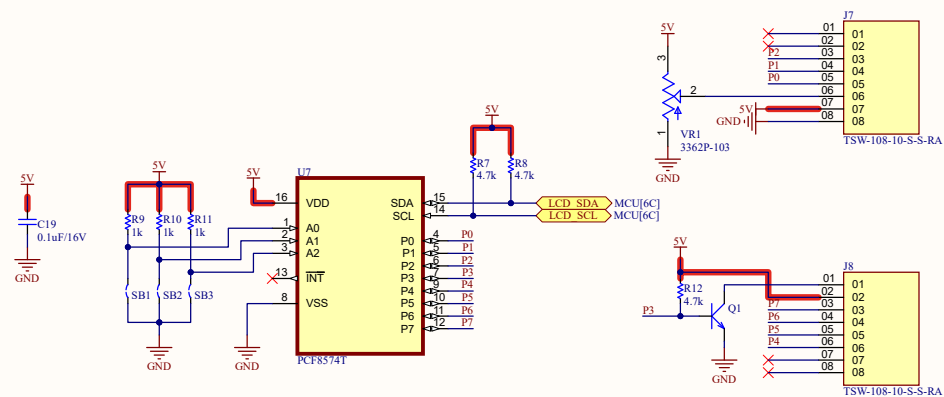 5V
C19
0.1uF/16V
GND
5V
R9
1k
R10
1k
R11
1k
SB1
SB2
SB3
GND
5V
GND
U7
16
VDD
1
A0
2
A1
3
A2
13
INT
8
VSS
SDA
15
SCL
14
P0
4
P0
P1
5
P1
P2
6
P2
P3
7
P3
P4
9
P4
P5
10
P5
P6
11
P6
P7
12
P7
PCF8574T
5V
R7
4.7k
R8
4.7k
LCD_SDA
MCU[6C]
LCD_SCL
MCU[6C]
5V
3
2
1
VR1
3362P-103
GND
J7
01
01
02
02
P2
03
03
P1
04
04
P0
05
05
06
06
5V
07
07
GND
08
08
TSW-108-10-S-S-RA
5V
R12
4.7k
P3
Q1
GND
J8
01
01
02
02
P7
03
03
P6
04
04
P5
05
05
P4
06
06
07
07
08
08
TSW-108-10-S-S-RA